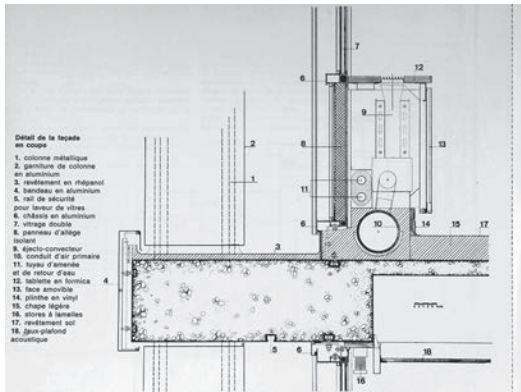 Détail de la façade
en coupe
1. colonne métallique
2. garniture de colonne
en aluminium
3. revêtement en rhépanol
4. bandeau en aluminium
5. rail de sécurité
pour laveur de vitres
6. châssis en aluminium
7. vitrage double
8. panneau d'allège
isolant
9. éjecto-convecteur
10. conduit d'air primaire
11. tuyau d'amenée
et de retour d'eau
12. tablette en formica
13. face amovible
14. plinthe en vinyl
15. chape légère
16. stores à lamelles
17. revêtement sol
18. faux-plafond
acoustique
7
6
12
9
2
8
13
1
11
6
10
14
15
17
3
4
5
6
16
18